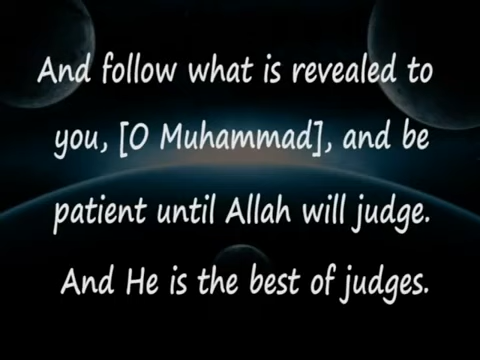 And follow what is revealed to
you, [O Muhammad], and be
patient until Allah will judge.
And He is the best of judges.